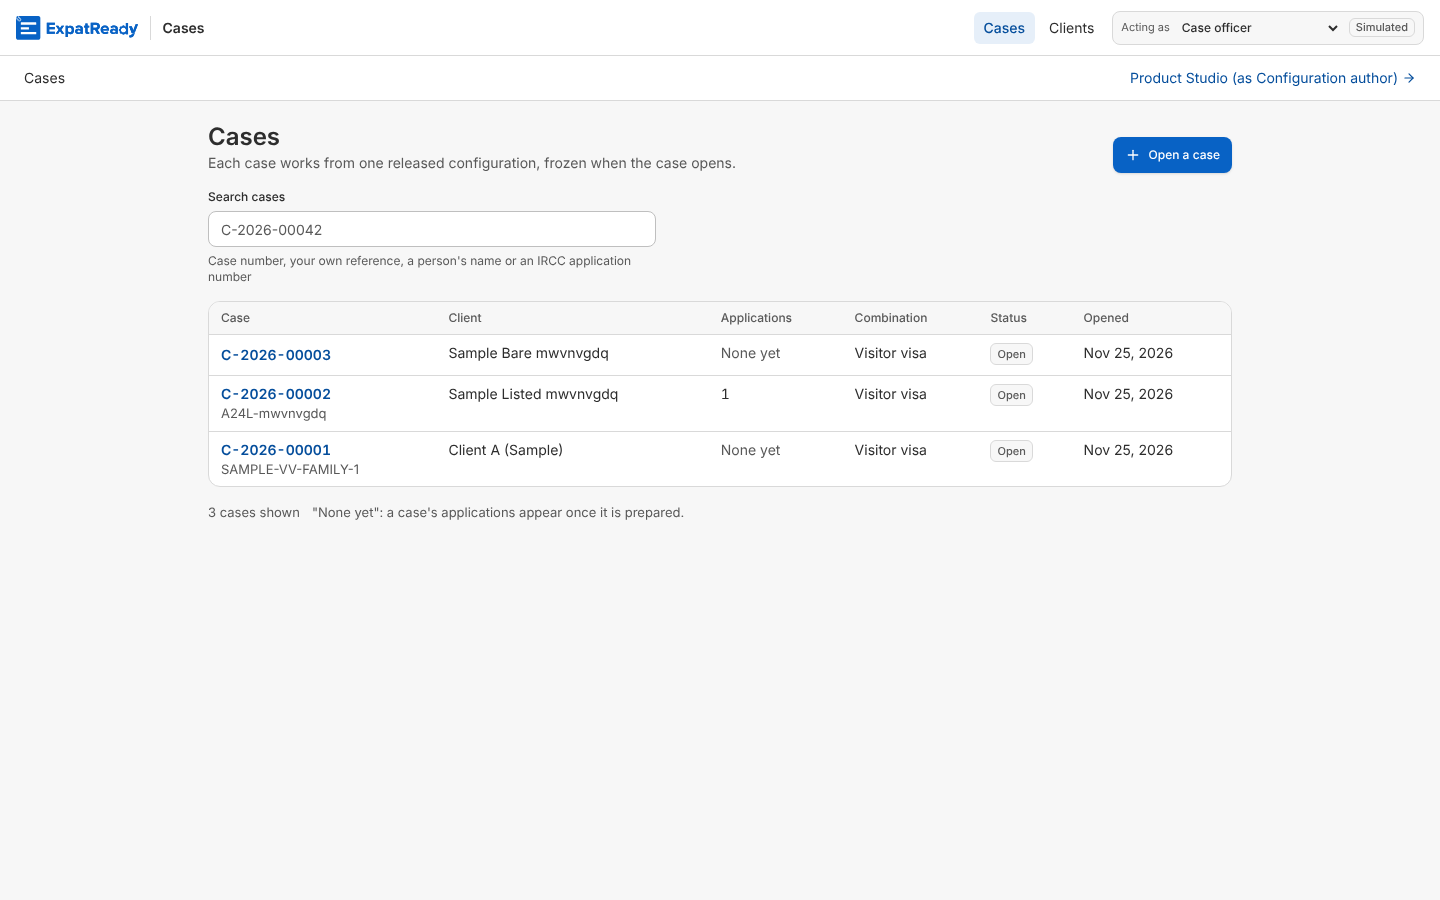 ExpatReady
Cases
Cases
Clients
Acting as
Case officer
Simulated
Cases
Product Studio (as Configuration author) →
Cases
Each case works from one released configuration, frozen when the case opens.
+ Open a case
Search cases
C-2026-00042
Case number, your own reference, a person's name or an IRCC application
number
Case Client Applications Combination Status Opened
C-2026-00003 Sample Bare mwvnvgdq None yet Visitor visa Open Nov 25, 2026
C-2026-00002 Sample Listed mwvnvgdq 1 Visitor visa Open Nov 25, 2026
A24L-mwvnvgdq
C-2026-00001 Client A (Sample) None yet Visitor visa Open Nov 25, 2026
SAMPLE-VV-FAMILY-1
3 cases shown "None yet": a case's applications appear once it is prepared.